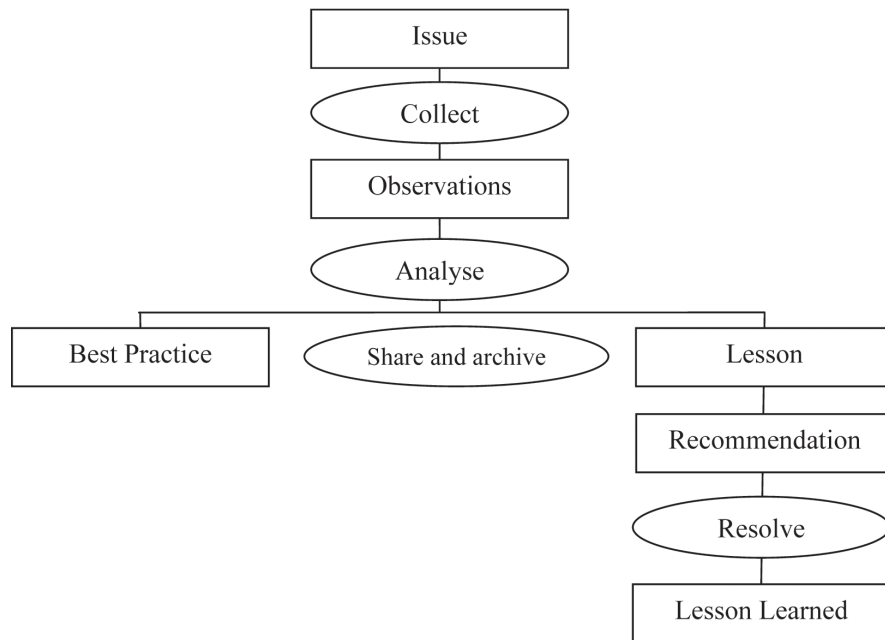 Issue
Collect
Observations
Analyse
Best Practice
Share and archive
Lesson
Recommendation
Resolve
Lesson Learned